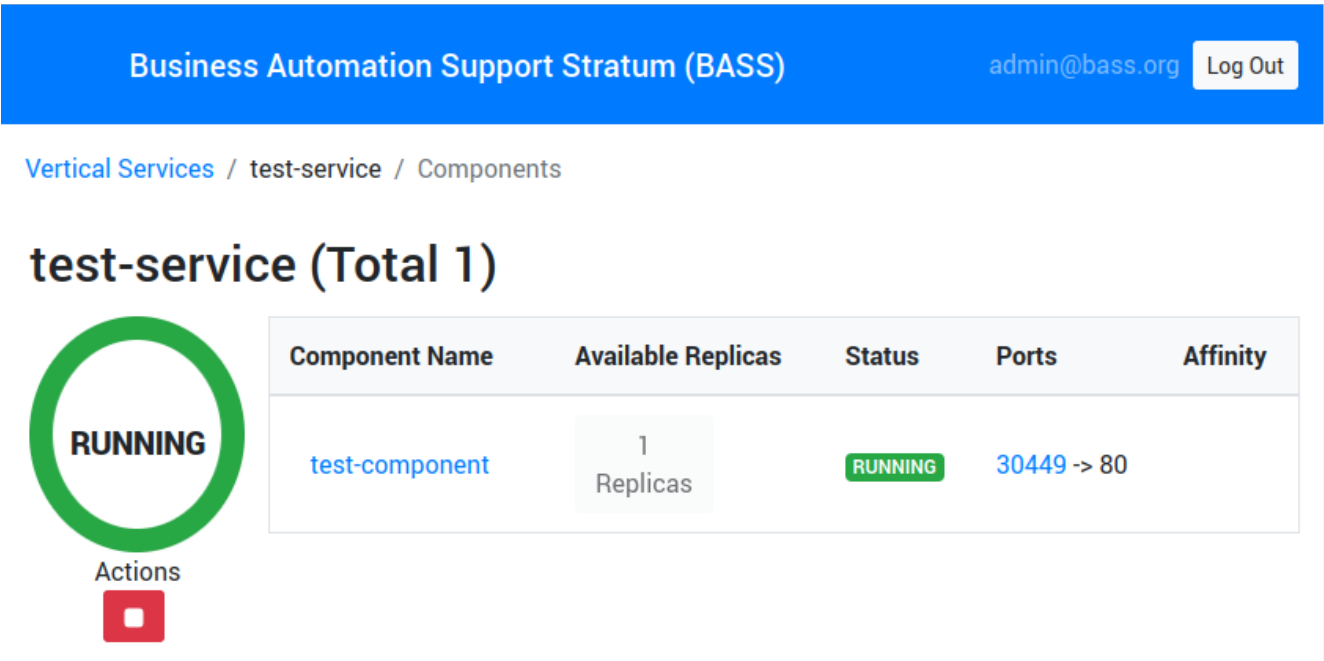 Business Automation Support Stratum (BASS)
admin@bass.org
Log Out
Vertical Services / test-service / Components
test-service (Total 1)
RUNNING
Actions
Component Name Available Replicas Status Ports Affinity
test-component 1 Replicas RUNNING 30449 -> 80